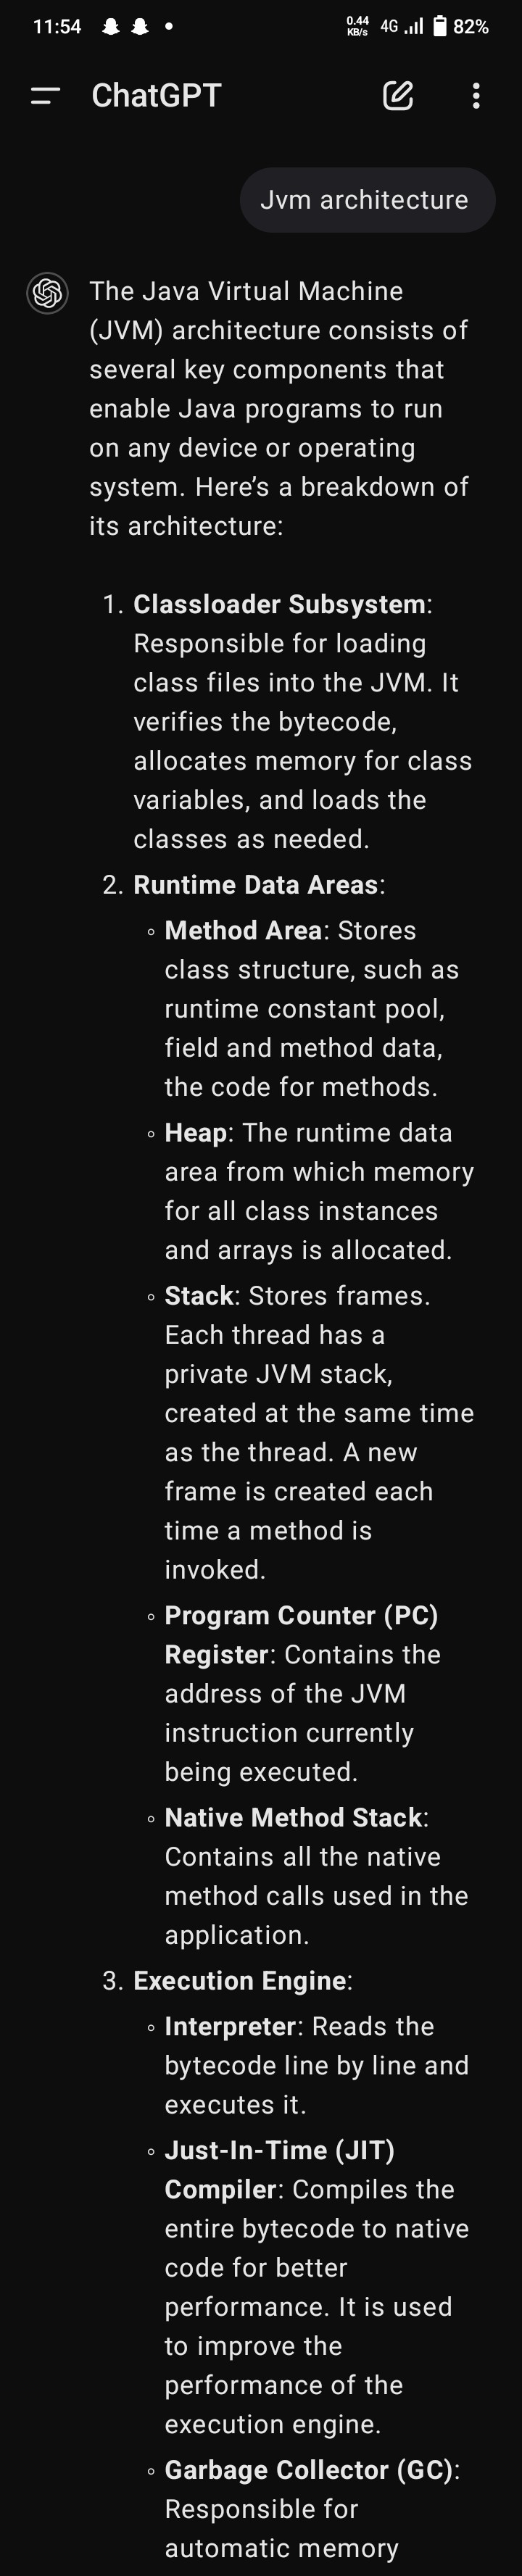 11:54
0.44
KB/s
4G
82%
ChatGPT
Jvm architecture
The Java Virtual Machine
(JVM) architecture consists of
several key components that
enable Java programs to run
on any device or operating
system. Here’s a breakdown of
its architecture:
1. Classloader Subsystem:
Responsible for loading
class files into the JVM. It
verifies the bytecode,
allocates memory for class
variables, and loads the
classes as needed.
2. Runtime Data Areas:
◦ Method Area: Stores
class structure, such as
runtime constant pool,
field and method data,
the code for methods.
◦ Heap: The runtime data
area from which memory
for all class instances
and arrays is allocated.
◦ Stack: Stores frames.
Each thread has a
private JVM stack,
created at the same time
as the thread. A new
frame is created each
time a method is
invoked.
◦ Program Counter (PC)
Register: Contains the
address of the JVM
instruction currently
being executed.
◦ Native Method Stack:
Contains all the native
method calls used in the
application.
3. Execution Engine:
◦ Interpreter: Reads the
bytecode line by line and
executes it.
◦ Just-In-Time (JIT)
Compiler: Compiles the
entire bytecode to native
code for better
performance. It is used
to improve the
performance of the
execution engine.
◦ Garbage Collector (GC):
Responsible for
automatic memory